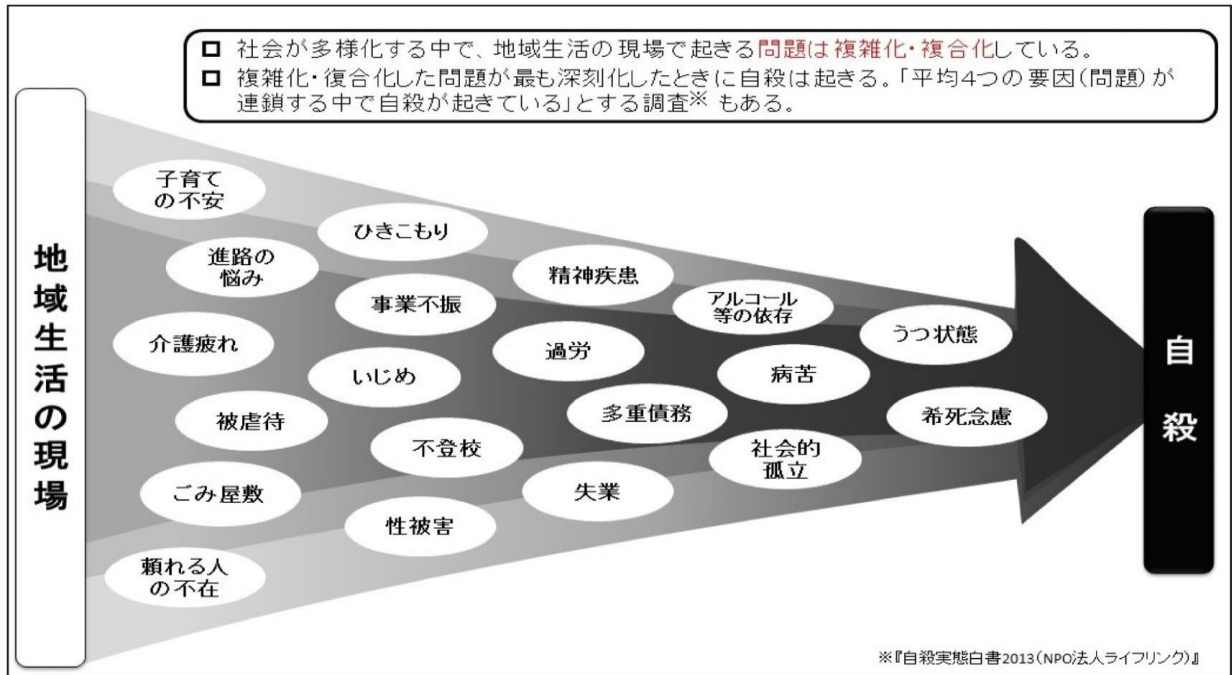 □ 社会が多様化する中で、地域生活の現場で起きる問題は複雑化・複合化している。
□ 複雑化・復合化した問題が最も深刻化したときに自殺は起きる。「平均4つの要因(問題)が
連鎖する中で自殺が起きている」とする調査※ もある。
地域生活の現場
子育て
の不安
進路の
悩み
介護疲れ
被虐待
ごみ屋敷
頼れる人
の不在
ひきこもり
事業不振
いじめ
不登校
性被害
精神疾患
過労
多重債務
失業
アルコール
等の依存
病苦
社会的
孤立
うつ状態
希死念慮
自殺
※『自殺実態白書2013(NPO法人ライフリンク)』